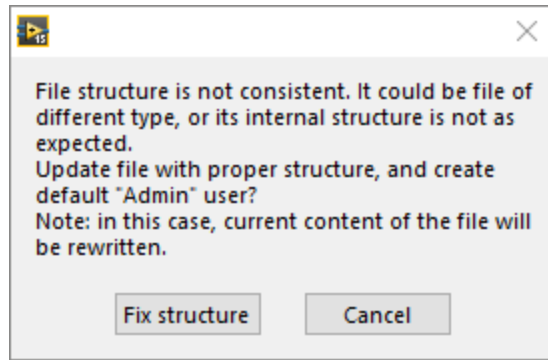 15
File structure is not consistent. It could be file of
different type, or its internal structure is not as
expected.
Update file with proper structure, and create
default "Admin" user?
Note: in this case, current content of the file will
be rewritten.
Fix structure
Cancel